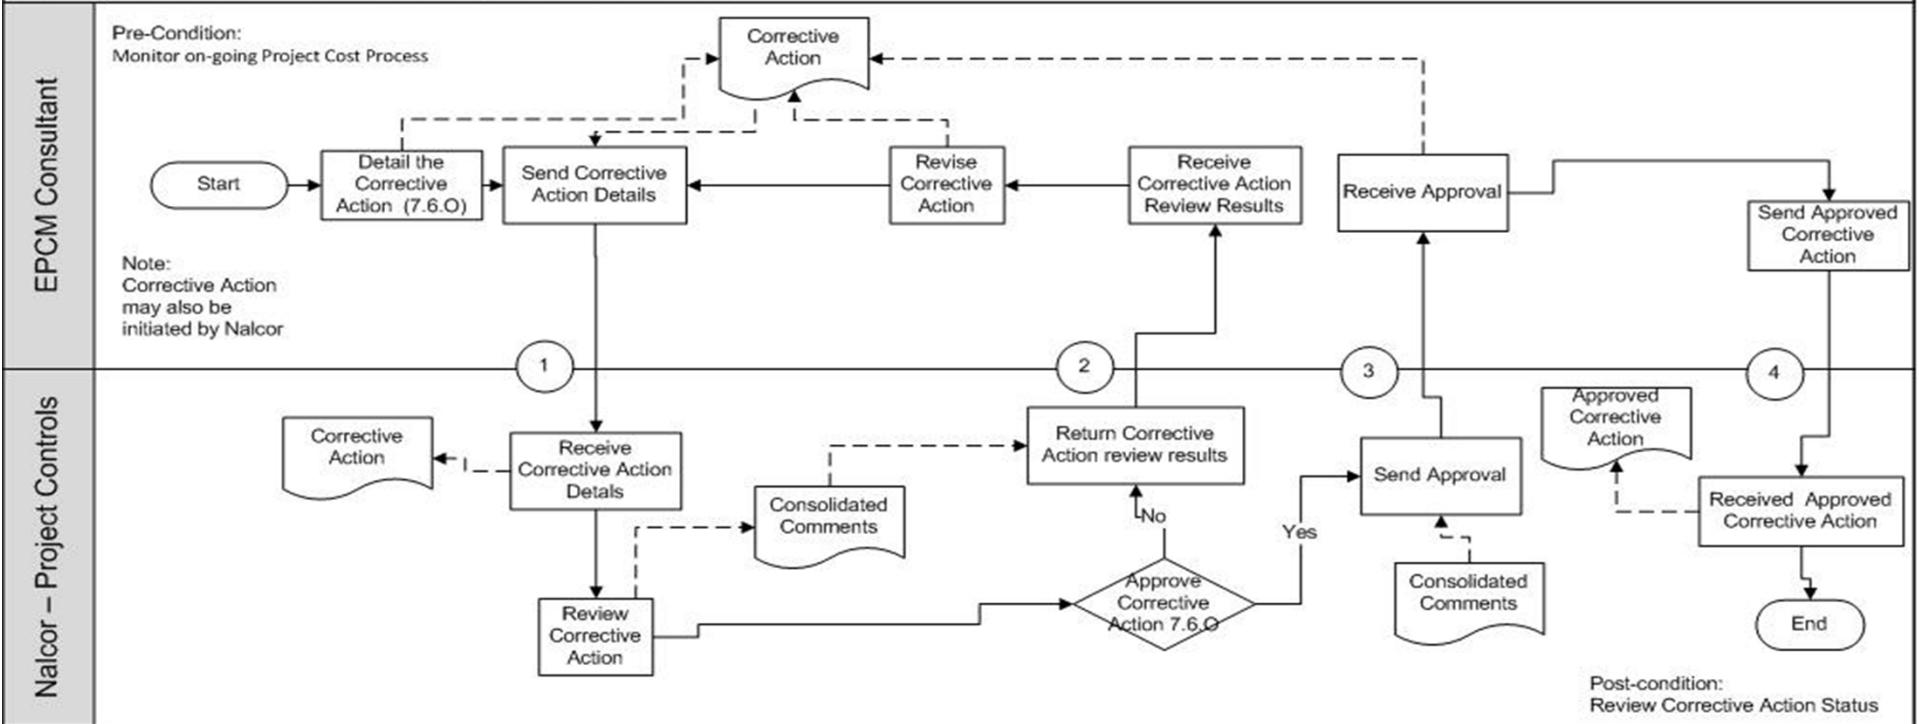 EPCM Consultant
Pre-Condition:
Monitor on-going Project Cost Process
Corrective
Action
Start
Detail the
Corrective
Action (7.6.O)
Send Corrective
Action Details
Revise
Corrective
Action
Receive
Corrective Action
Review Results
Receive Approval
Send Approved
Corrective
Action
Note:
Corrective Action
may also be
initiated by Nalcor
1
2
3
4
Nalcor – Project Controls
Corrective
Action
Receive
Corrective Action
Detals
Review
Corrective
Action
Consolidated
Comments
Return Corrective
Action review results
No
Approve
Corrective
Action 7.6.O
Yes
Send Approval
Consolidated
Comments
Approved
Corrective
Action
Received Approved
Corrective Action
End
Post-condition:
Review Corrective Action Status